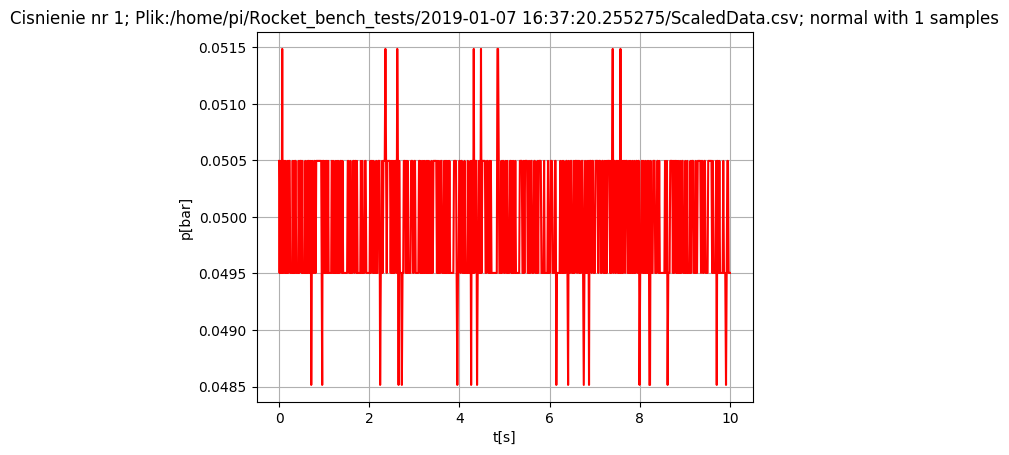 Cisnienie nr 1; Plik:/home/pi/Rocket_bench_tests/2019-01-07 16:37:20.255275/ScaledData.csv; normal with 1 samples
0.0515
0.0510
0.0505
0.0500
0.0495
0.0490
0.0485
p[bar]
0 2 4 6 8 10
t[s]